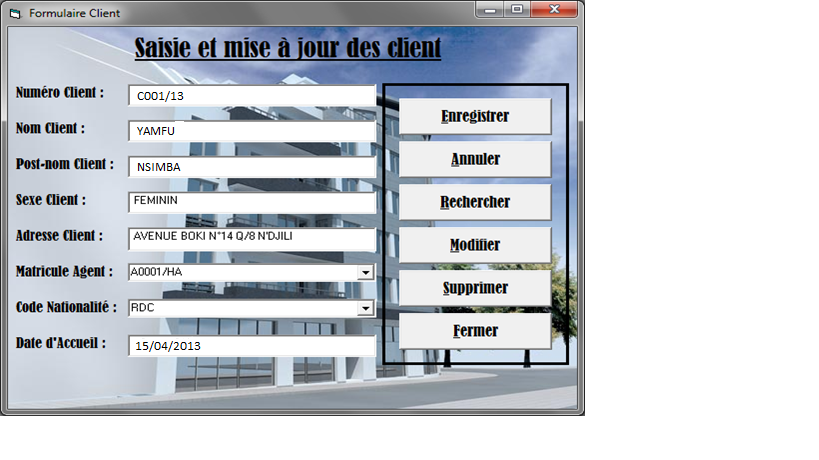 Formulaire Client
Saisie et mise à jour des client
Numéro Client : C001/13
Nom Client : YAMFU
Post-nom Client : NSIMBA
Sexe Client : FEMININ
Adresse Client : AVENUE BOKI N°14 Q/8 N'DJILI
Matricule Agent : A0001/HA
Code Nationalité : RDC
Date d'Accueil : 15/04/2013
Enregistrer
Annuler
Rechercher
Modifier
Supprimer
Fermer